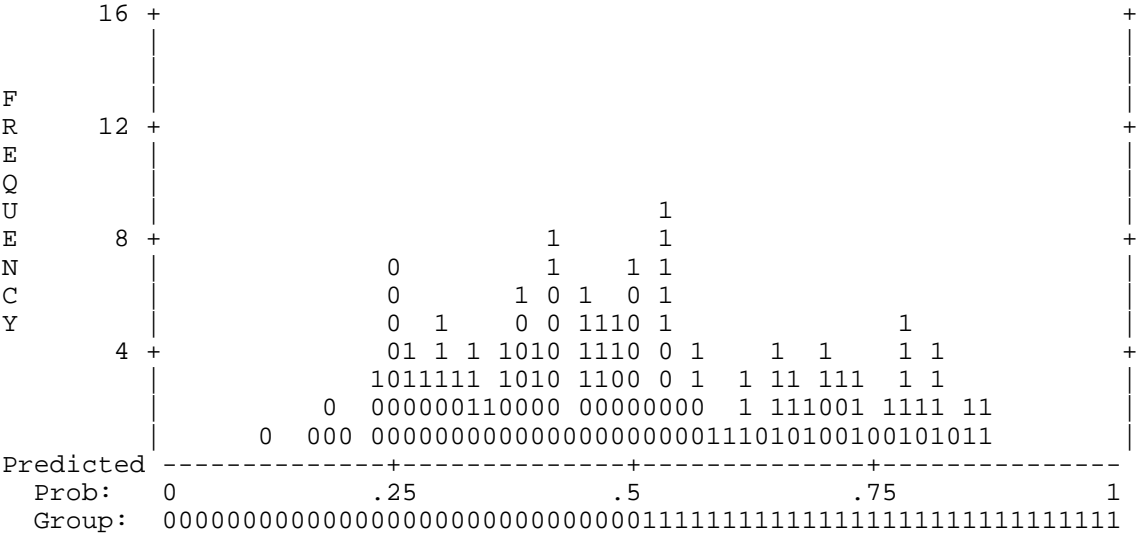 16 +                                                            +
         |                                                            |
         |                                                            |
F        |                                                            |
R     12 +                                                            +
E        |                                                            |
Q        |                                                            |
U        |                               1                            |
E      8 +                        1      1                            +
N        |              0         1    1 1                            |
C        |              0       1 0 1  0 1                            |
Y        |              0  1    0 0 1110 1              1             |
       4 +              01 1 1 1010 1110 0 1    1  1    1 1           +
         |             1011111 1010 1100 0 1  1 11 111  1 1           |
         |          0  000000110000 00000000  1 111001 1111 11        |
         |      0  000 000000000000000000000111010100100101011        |
Predicted --------------+--------------+--------------+---------------
  Prob:   0            .25            .5             .75             1
  Group:  000000000000000000000000000000111111111111111111111111111111